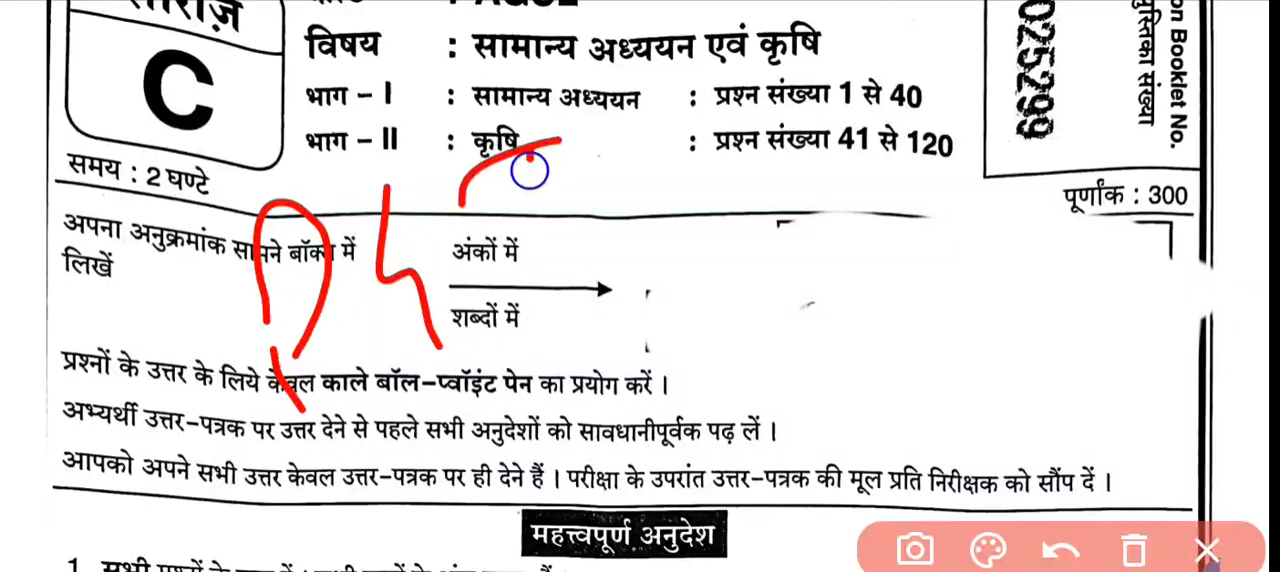 C
विषय : सामान्य अध्ययन एवं कृषि
भाग – I : सामान्य अध्ययन : प्रश्न संख्या 1 से 40
भाग – II : कृषि : प्रश्न संख्या 41 से 120
समय : 2 घण्टे
पूर्णांक : 300
on Booklet No.
पुस्तिका संख्या
025299
अपना अनुक्रमांक सामने बॉक्स में
लिखें
अंकों में
शब्दों में
प्रश्नों के उत्तर के लिये केवल काले बॉल–प्वॉइंट पेन का प्रयोग करें ।
अभ्यर्थी उत्तर–पत्रक पर उत्तर देने से पहले सभी अनुदेशों को सावधानीपूर्वक पढ़ लें ।
आपको अपने सभी उत्तर केवल उत्तर–पत्रक पर ही देने हैं । परीक्षा के उपरांत उत्तर–पत्रक की मूल प्रति निरीक्षक को सौंप दें ।
महत्त्वपूर्ण अनुदेश